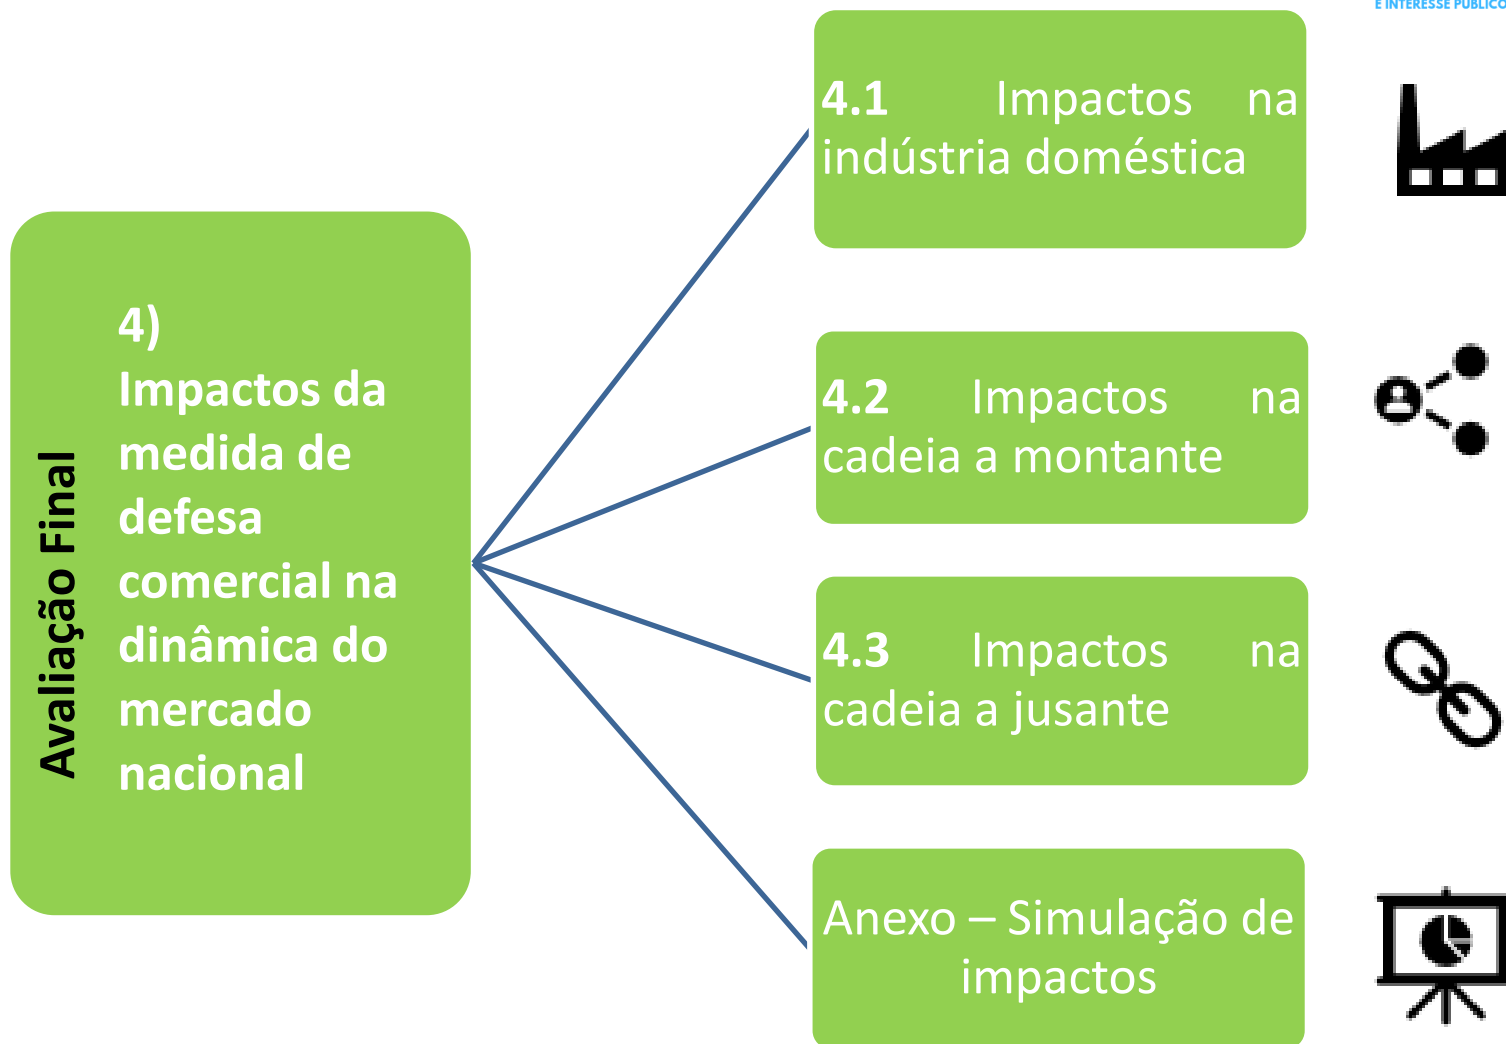 E INTERESSE PÚBLICO
Avaliação Final
4)
Impactos da
medida de
defesa
comercial na
dinâmica do
mercado
nacional
4.1 Impactos na
indústria doméstica
4.2 Impactos na
cadeia a montante
4.3 Impactos na
cadeia a jusante
Anexo – Simulação de
impactos